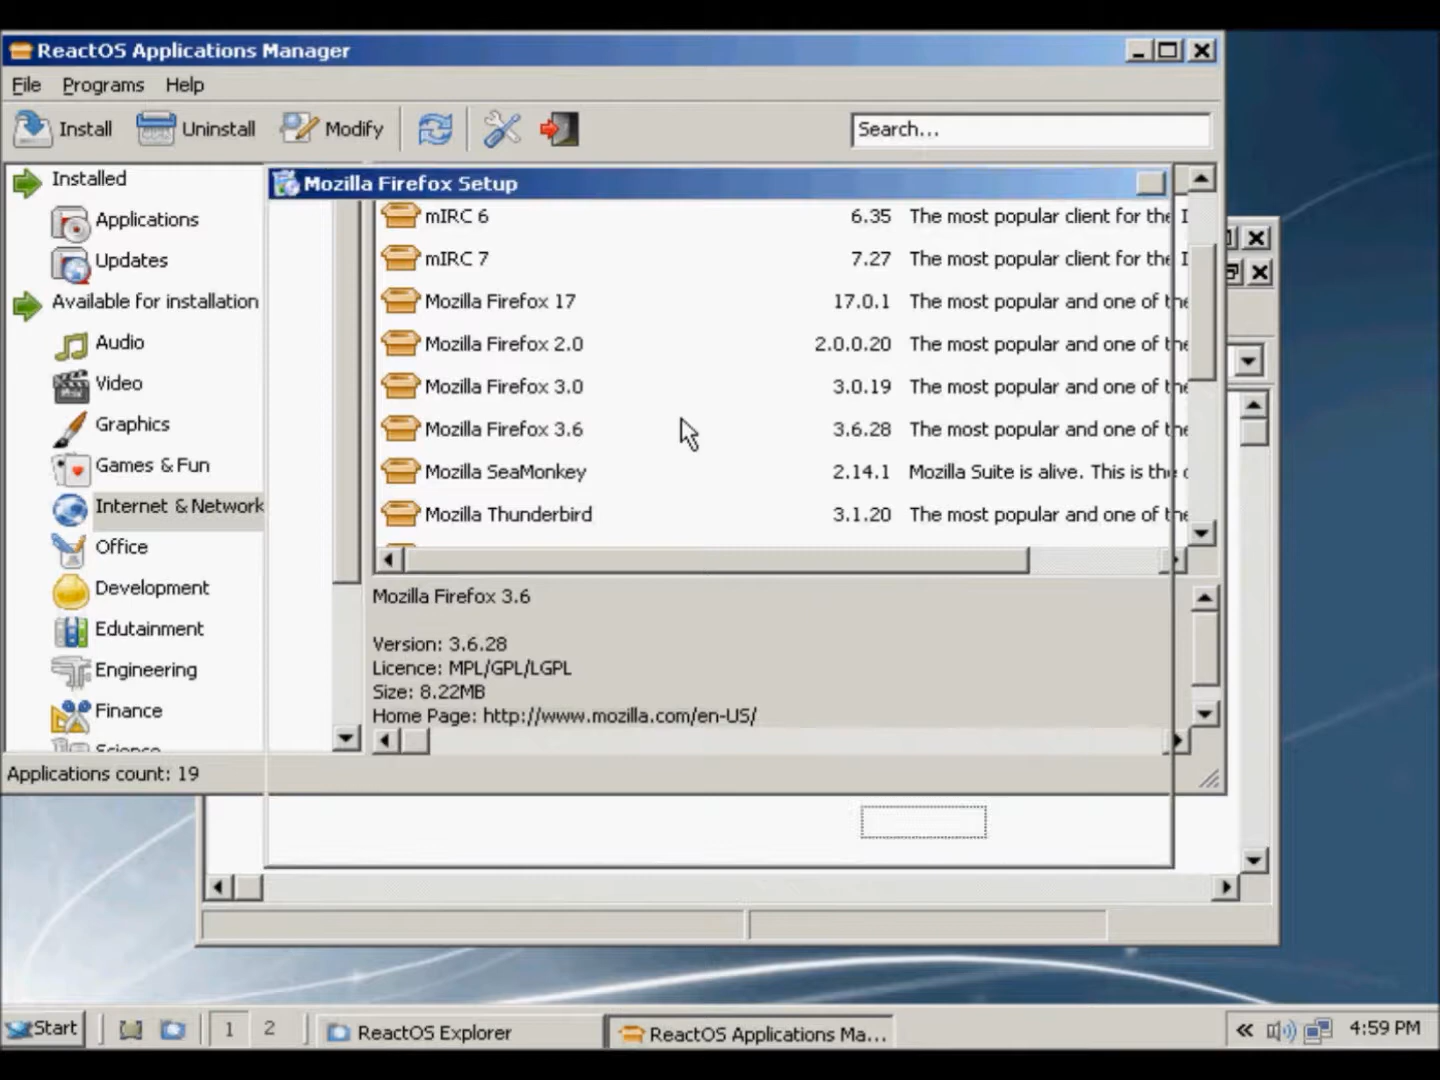 ReactOS Applications Manager
File Programs Help
Install Uninstall Modify Search...
Installed
Applications
Updates
Available for installation
Audio
Video
Graphics
Games & Fun
Internet & Network
Office
Development
Edutainment
Engineering
Finance
Science
Applications count: 19
Mozilla Firefox Setup
mIRC 6 6.35 The most popular client for the I
mIRC 7 7.27 The most popular client for the I
Mozilla Firefox 17 17.0.1 The most popular and one of the
Mozilla Firefox 2.0 2.0.0.20 The most popular and one of the
Mozilla Firefox 3.0 3.0.19 The most popular and one of the
Mozilla Firefox 3.6 3.6.28 The most popular and one of the
Mozilla SeaMonkey 2.14.1 Mozilla Suite is alive. This is the
Mozilla Thunderbird 3.1.20 The most popular and one of the
Mozilla Firefox 3.6
Version: 3.6.28
Licence: MPL/GPL/LGPL
Size: 8.22MB
Home Page: http://www.mozilla.com/en-US/
Start 1 2 ReactOS Explorer ReactOS Applications Ma... « 4:59 PM